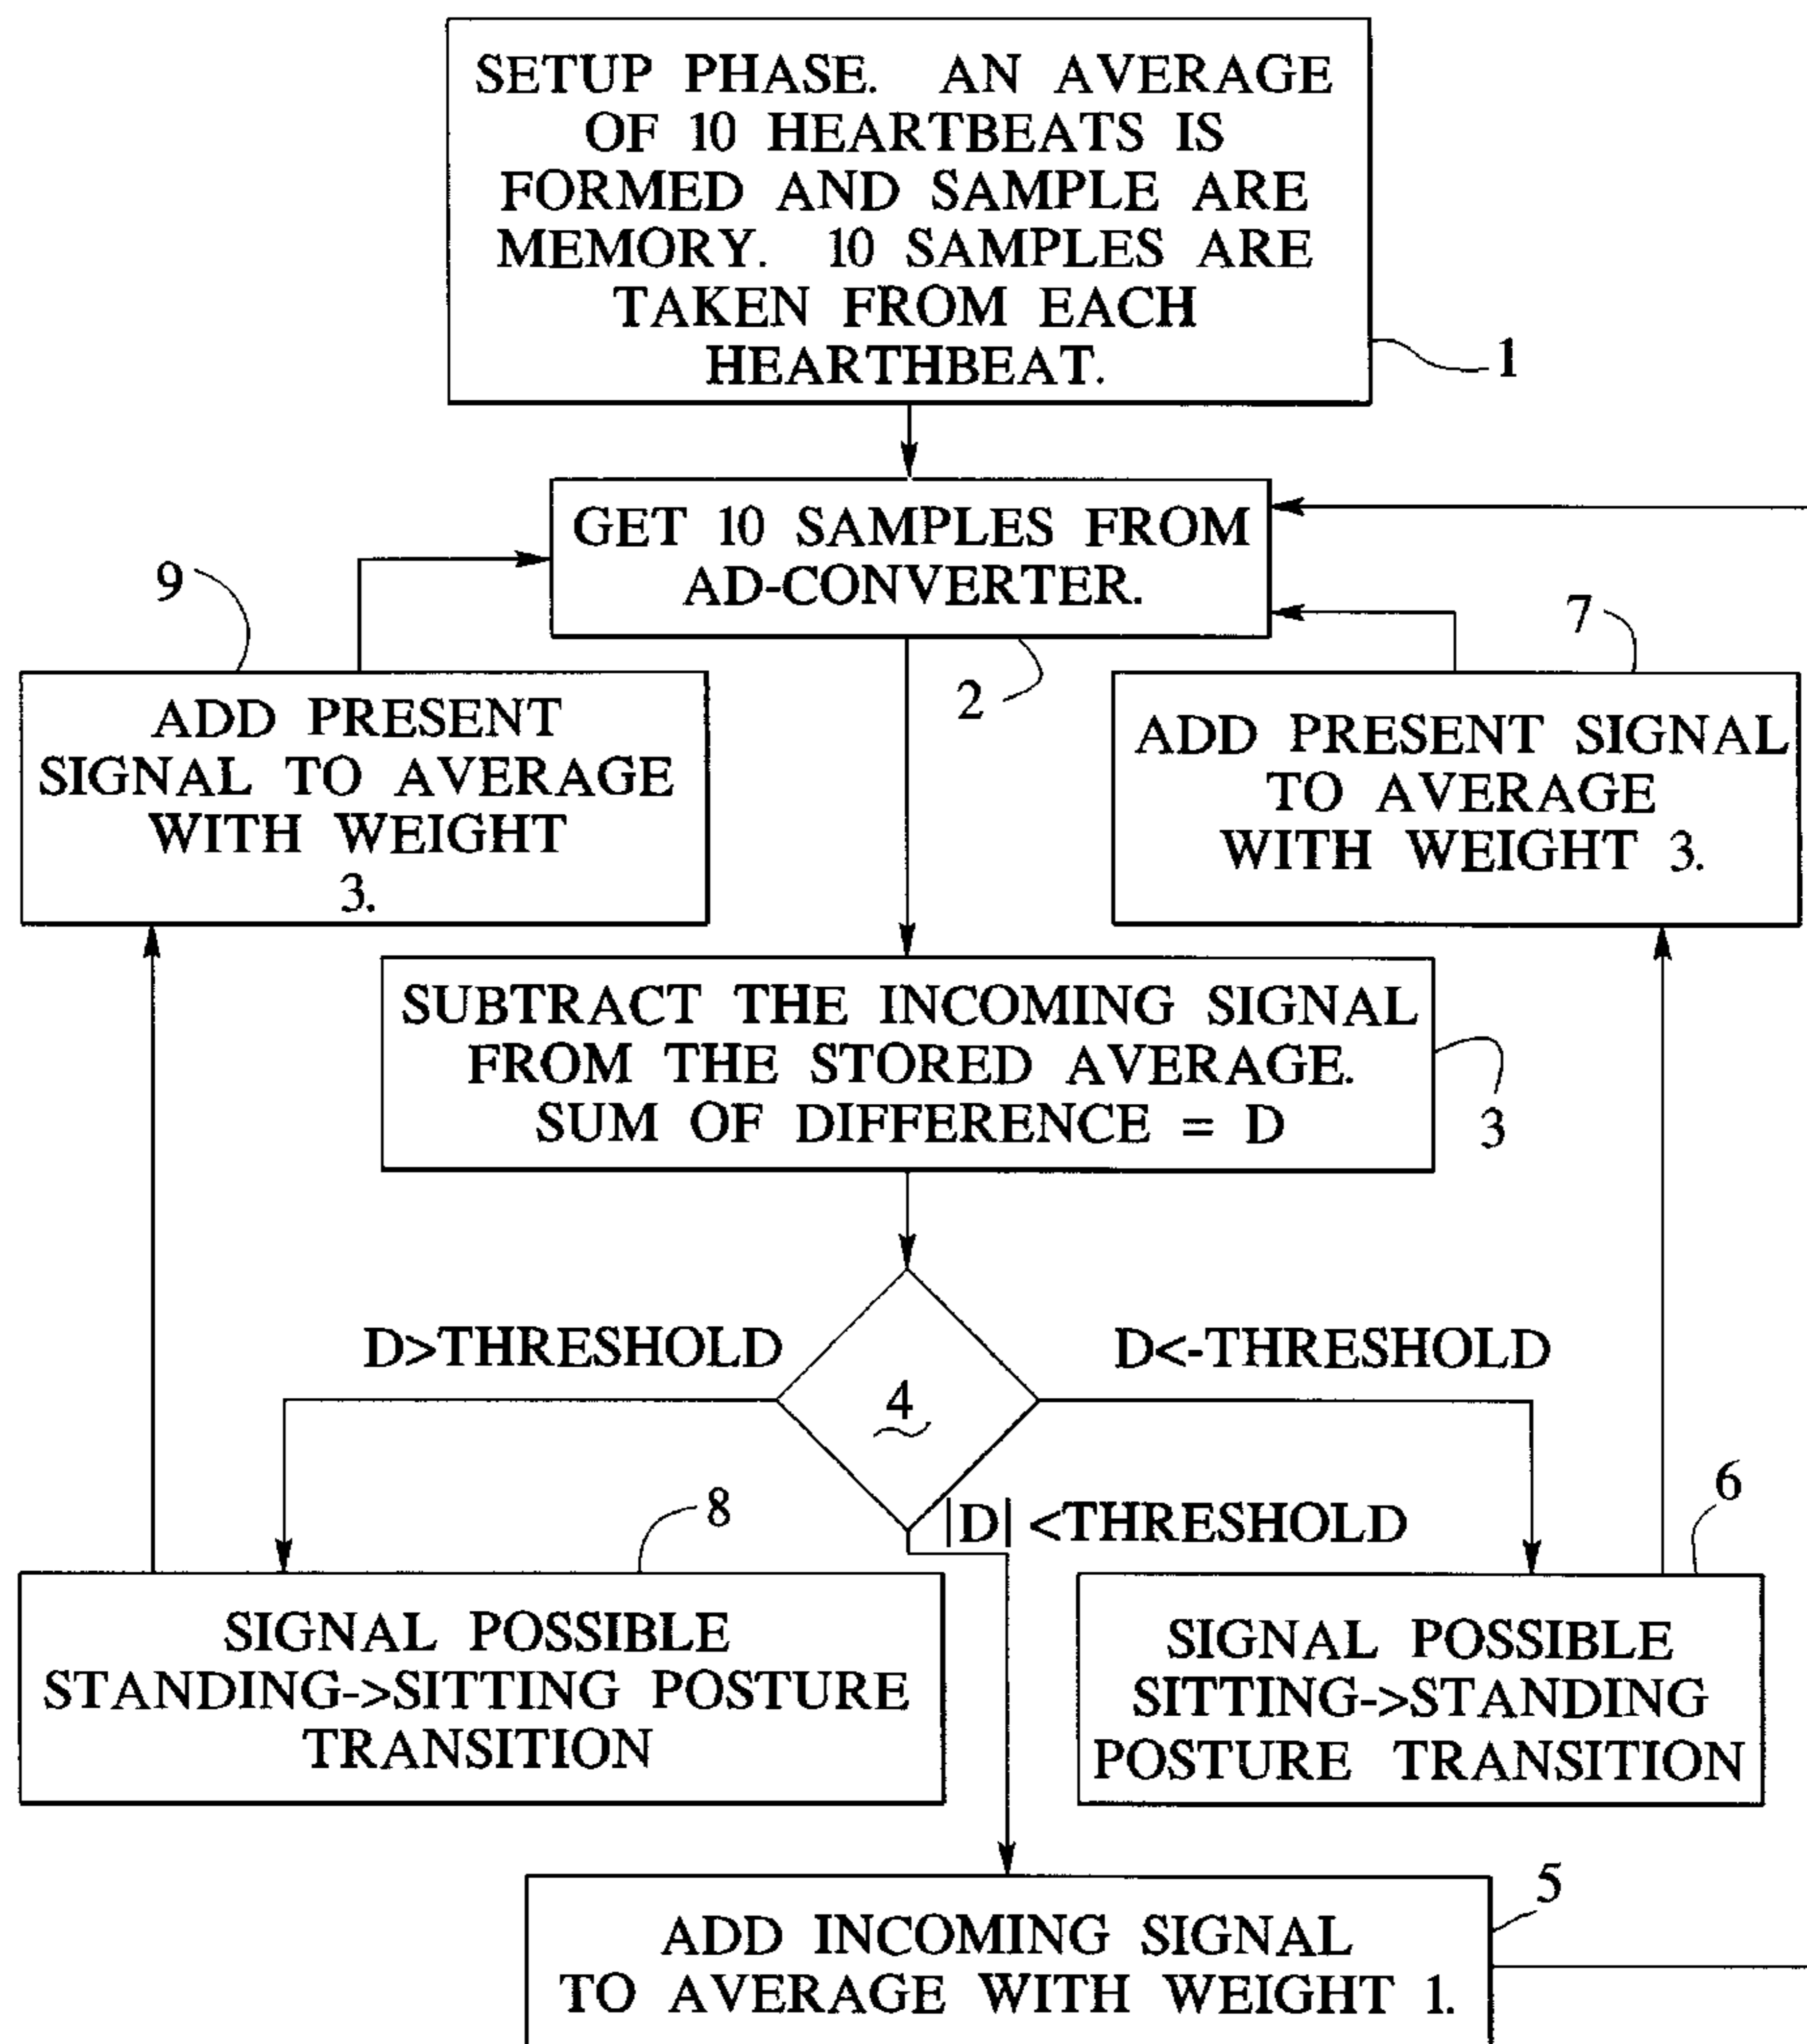 SETUP PHASE. AN AVERAGE
OF 10 HEARTBEATS IS
FORMED AND SAMPLE ARE
MEMORY. 10 SAMPLES ARE
TAKEN FROM EACH
HEARTHBEAT.
1
GET 10 SAMPLES FROM
AD-CONVERTER.
2
9
ADD PRESENT
SIGNAL TO AVERAGE
WITH WEIGHT
3.
7
ADD PRESENT SIGNAL
TO AVERAGE
WITH WEIGHT 3.
SUBTRACT THE INCOMING SIGNAL
FROM THE STORED AVERAGE.
SUM OF DIFFERENCE = D
3
D>THRESHOLD
4
D<-THRESHOLD
|D| <THRESHOLD
8
SIGNAL POSSIBLE
STANDING->SITTING POSTURE
TRANSITION
6
SIGNAL POSSIBLE
SITTING->STANDING
POSTURE TRANSITION
5
ADD INCOMING SIGNAL
TO AVERAGE WITH WEIGHT 1.